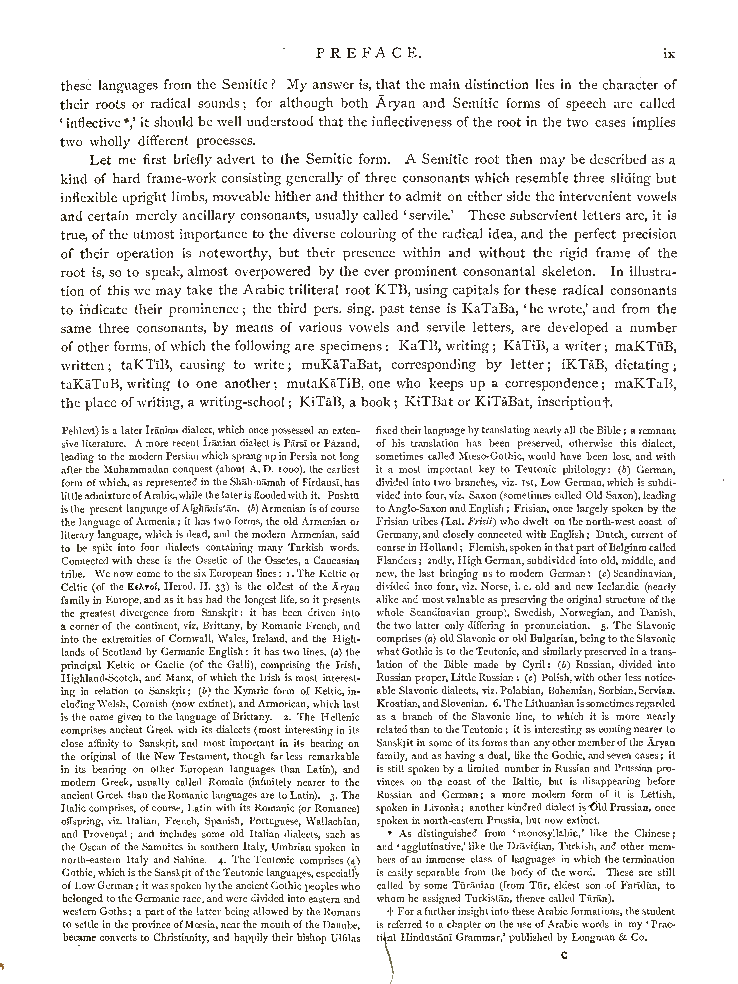 PREFACE. ix
these languages from the Semitic? My answer is, that the main distinction lies in the character of
their roots or radical sounds; for although both Āryan and Semitic forms of speech are called
‘inflective*,’ it should be well understood that the inflectiveness of the root in the two cases implies
two wholly different processes.
Let me first briefly advert to the Semitic form. A Semitic root then may be described as a
kind of hard frame-work consisting generally of three consonants which resemble three sliding but
inflexible upright limbs, moveable hither and thither to admit on either side the intervenient vowels
and certain merely ancillary consonants, usually called ‘servile.’ These subservient letters are, it is
true, of the utmost importance to the diverse colouring of the radical idea, and the perfect precision
of their operation is noteworthy, but their presence within and without the rigid frame of the
root is, so to speak, almost overpowered by the ever prominent consonantal skeleton. In illustra-
tion of this we may take the Arabic triliteral root KTB, using capitals for these radical consonants
to indicate their prominence; the third pers. sing. past tense is KaTaBa, ‘he wrote,’ and from the
same three consonants, by means of various vowels and servile letters, are developed a number
of other forms, of which the following are specimens: KaTB, writing; KāTiB, a writer; maKTūB,
written; taKTīB, causing to write; muKāTaBat, corresponding by letter; iKTāB, dictating;
taKāTuB, writing to one another; mutaKāTiB, one who keeps up a correspondence; maKTaB,
the place of writing, a writing-school; KiTāB, a book; KiTBat or KiTāBat, inscription†.
Pehlevī) is a later Īrānian dialect, which once possessed an exten-
sive literature. A more recent Īrānian dialect is Pārsī or Pāzand,
leading to the modern Persian which sprang up in Persia not long
after the Muhammadan conquest (about A. D. 1000), the earliest
form of which, as represented in the Shāh-nāmah of Firdausī, has
little admixture of Arabic, while the later is flooded with it. Pushtū
is the present language of Afghānistān. (b) Armenian is of course
the language of Armenia; it has two forms, the old Armenian or
literary language, which is dead, and the modern Armenian, said
to be split into four dialects containing many Turkish words.
Connected with these is the Ossetic of the Ossetes, a Caucasian
tribe. We now come to the six European lines: 1. The Keltic or
Celtic (of the Κελτοί, Herod. II. 33) is the oldest of the Āryan
family in Europe, and as it has had the longest life, so it presents
the greatest divergence from Sanskṛit: it has been driven into
a corner of the continent, viz. Brittany, by Romanic French, and
into the extremities of Cornwall, Wales, Ireland, and the High-
lands of Scotland by Germanic English: it has two lines, (a) the
principal Keltic or Gaelic (of the Galli), comprising the Irish,
Highland-Scotch, and Manx, of which the Irish is most interest-
ing in relation to Sanskṛit; (b) the Kymric form of Keltic, in-
cluding Welsh, Cornish (now extinct), and Armorican, which last
is the name given to the language of Brittany. 2. The Hellenic
comprises ancient Greek with its dialects (most interesting in its
close affinity to Sanskṛit, and most important in its bearing on
the original of the New Testament, though far less remarkable
in its bearing on other European languages than Latin), and
modern Greek, usually called Romaic (infinitely nearer to the
ancient Greek than the Romanic languages are to Latin). 3. The
Italic comprises, of course, Latin with its Romanic (or Romance)
offspring, viz. Italian, French, Spanish, Portuguese, Wallachian,
and Provençal; and includes some old Italian dialects, such as
the Oscan of the Samnites in southern Italy, Umbrian spoken in
north-eastern Italy and Sabine. 4. The Teutonic comprises (a)
Gothic, which is the Sanskṛit of the Teutonic languages, especially
of Low German; it was spoken by the ancient Gothic peoples who
belonged to the Germanic race, and were divided into eastern and
western Goths; a part of the latter being allowed by the Romans
to settle in the province of Mœsia, near the mouth of the Danube,
became converts to Christianity, and happily their bishop Ulfilas
fixed their language by translating nearly all the Bible; a remnant
of his translation has been preserved, otherwise this dialect,
sometimes called Mœso-Gothic, would have been lost, and with
it a most important key to Teutonic philology: (b) German,
divided into two branches, viz. 1st, Low German, which is subdi-
vided into four, viz. Saxon (sometimes called Old Saxon), leading
to Anglo-Saxon and English; Frisian, once largely spoken by the
Frisian tribes (Lat. Frisii) who dwelt on the north-west coast of
Germany, and closely connected with English; Dutch, current of
course in Holland; Flemish, spoken in that part of Belgium called
Flanders; 2ndly, High German, subdivided into old, middle, and
new, the last bringing us to modern German: (c) Scandinavian,
divided into four, viz. Norse, i. e. old and new Icelandic (nearly
alike and most valuable as preserving the original structure of the
whole Scandinavian group), Swedish, Norwegian, and Danish,
the two latter only differing in pronunciation. 5. The Slavonic
comprises (a) old Slavonic or old Bulgarian, being to the Slavonic
what Gothic is to the Teutonic, and similarly preserved in a trans-
lation of the Bible made by Cyril: (b) Russian, divided into
Russian proper, Little Russian: (c) Polish, with other less notice-
able Slavonic dialects, viz. Polabian, Bohemian, Sorbian, Servian,
Kroatian, and Slovenian. 6. The Lithuanian is sometimes regarded
as a branch of the Slavonic line, to which it is more nearly
related than to the Teutonic; it is interesting as coming nearer to
Sanskṛit in some of its forms than any other member of the Āryan
family, and as having a dual, like the Gothic, and seven cases; it
is still spoken by a limited number in Russian and Prussian pro-
vinces on the coast of the Baltic, but is disappearing before
Russian and German; a more modern form of it is Lettish,
spoken in Livonia; another kindred dialect is Old Prussian, once
spoken in north-eastern Prussia, but now extinct.
* As distinguished from ‘monosyllabic,’ like the Chinese;
and ‘agglutinative,’ like the Drāviḍian, Turkish, and other mem-
bers of an immense class of languages in which the termination
is easily separable from the body of the word. These are still
called by some Tūrānian (from Tūr, eldest son of Farīdūn, to
whom he assigned Turkistān, thence called Tūrān).
† For a further insight into these Arabic formations, the student
is referred to a chapter on the use of Arabic words in my ‘Prac-
tical Hindūstānī Grammar,’ published by Longman & Co.
C